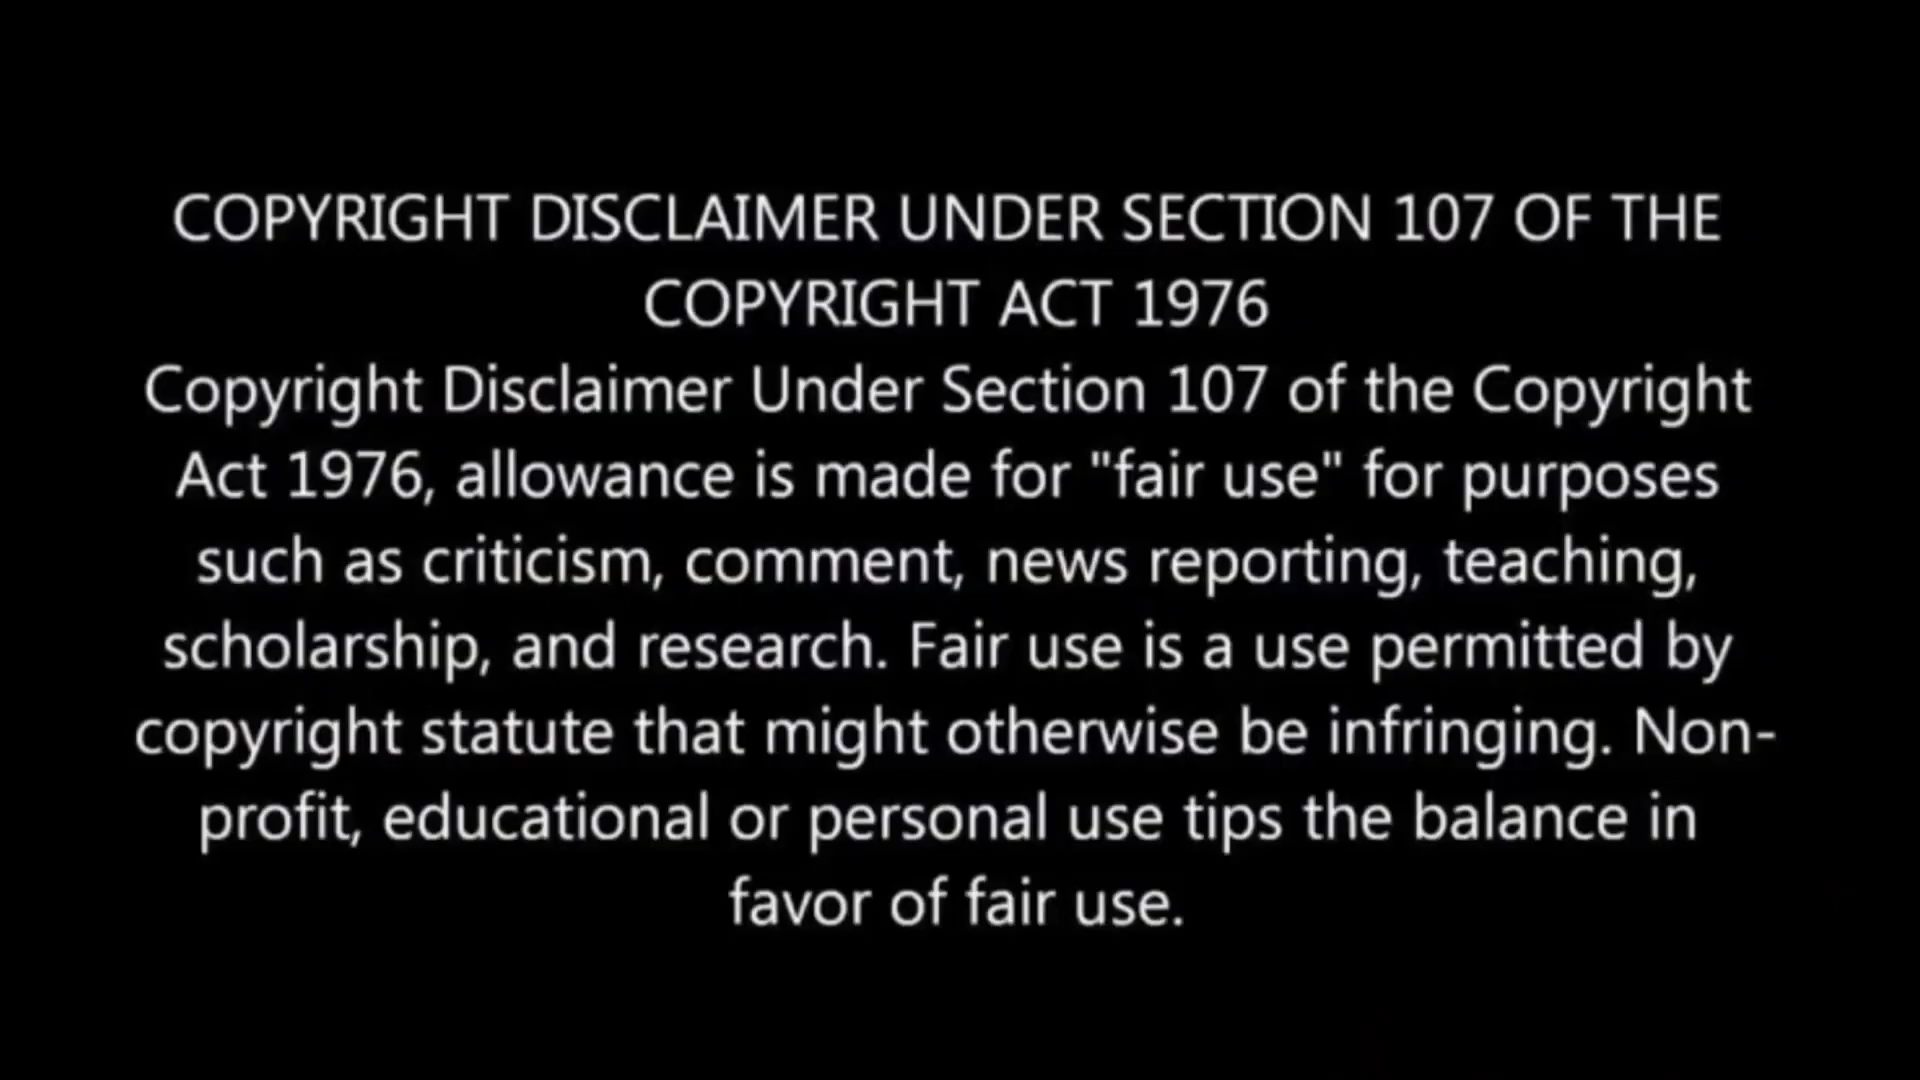 COPYRIGHT DISCLAIMER UNDER SECTION 107 OF THE
COPYRIGHT ACT 1976
Copyright Disclaimer Under Section 107 of the Copyright
Act 1976, allowance is made for "fair use" for purposes
such as criticism, comment, news reporting, teaching,
scholarship, and research. Fair use is a use permitted by
copyright statute that might otherwise be infringing. Non-
profit, educational or personal use tips the balance in
favor of fair use.